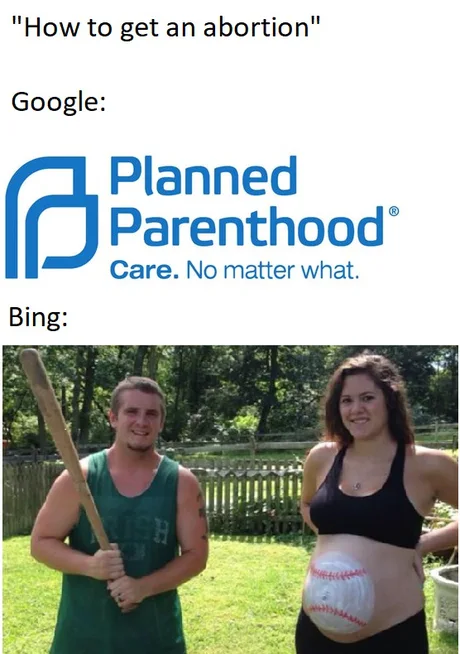 "How to get an abortion"
Google:
Planned
Parenthood®
Care. No matter what.
Bing: